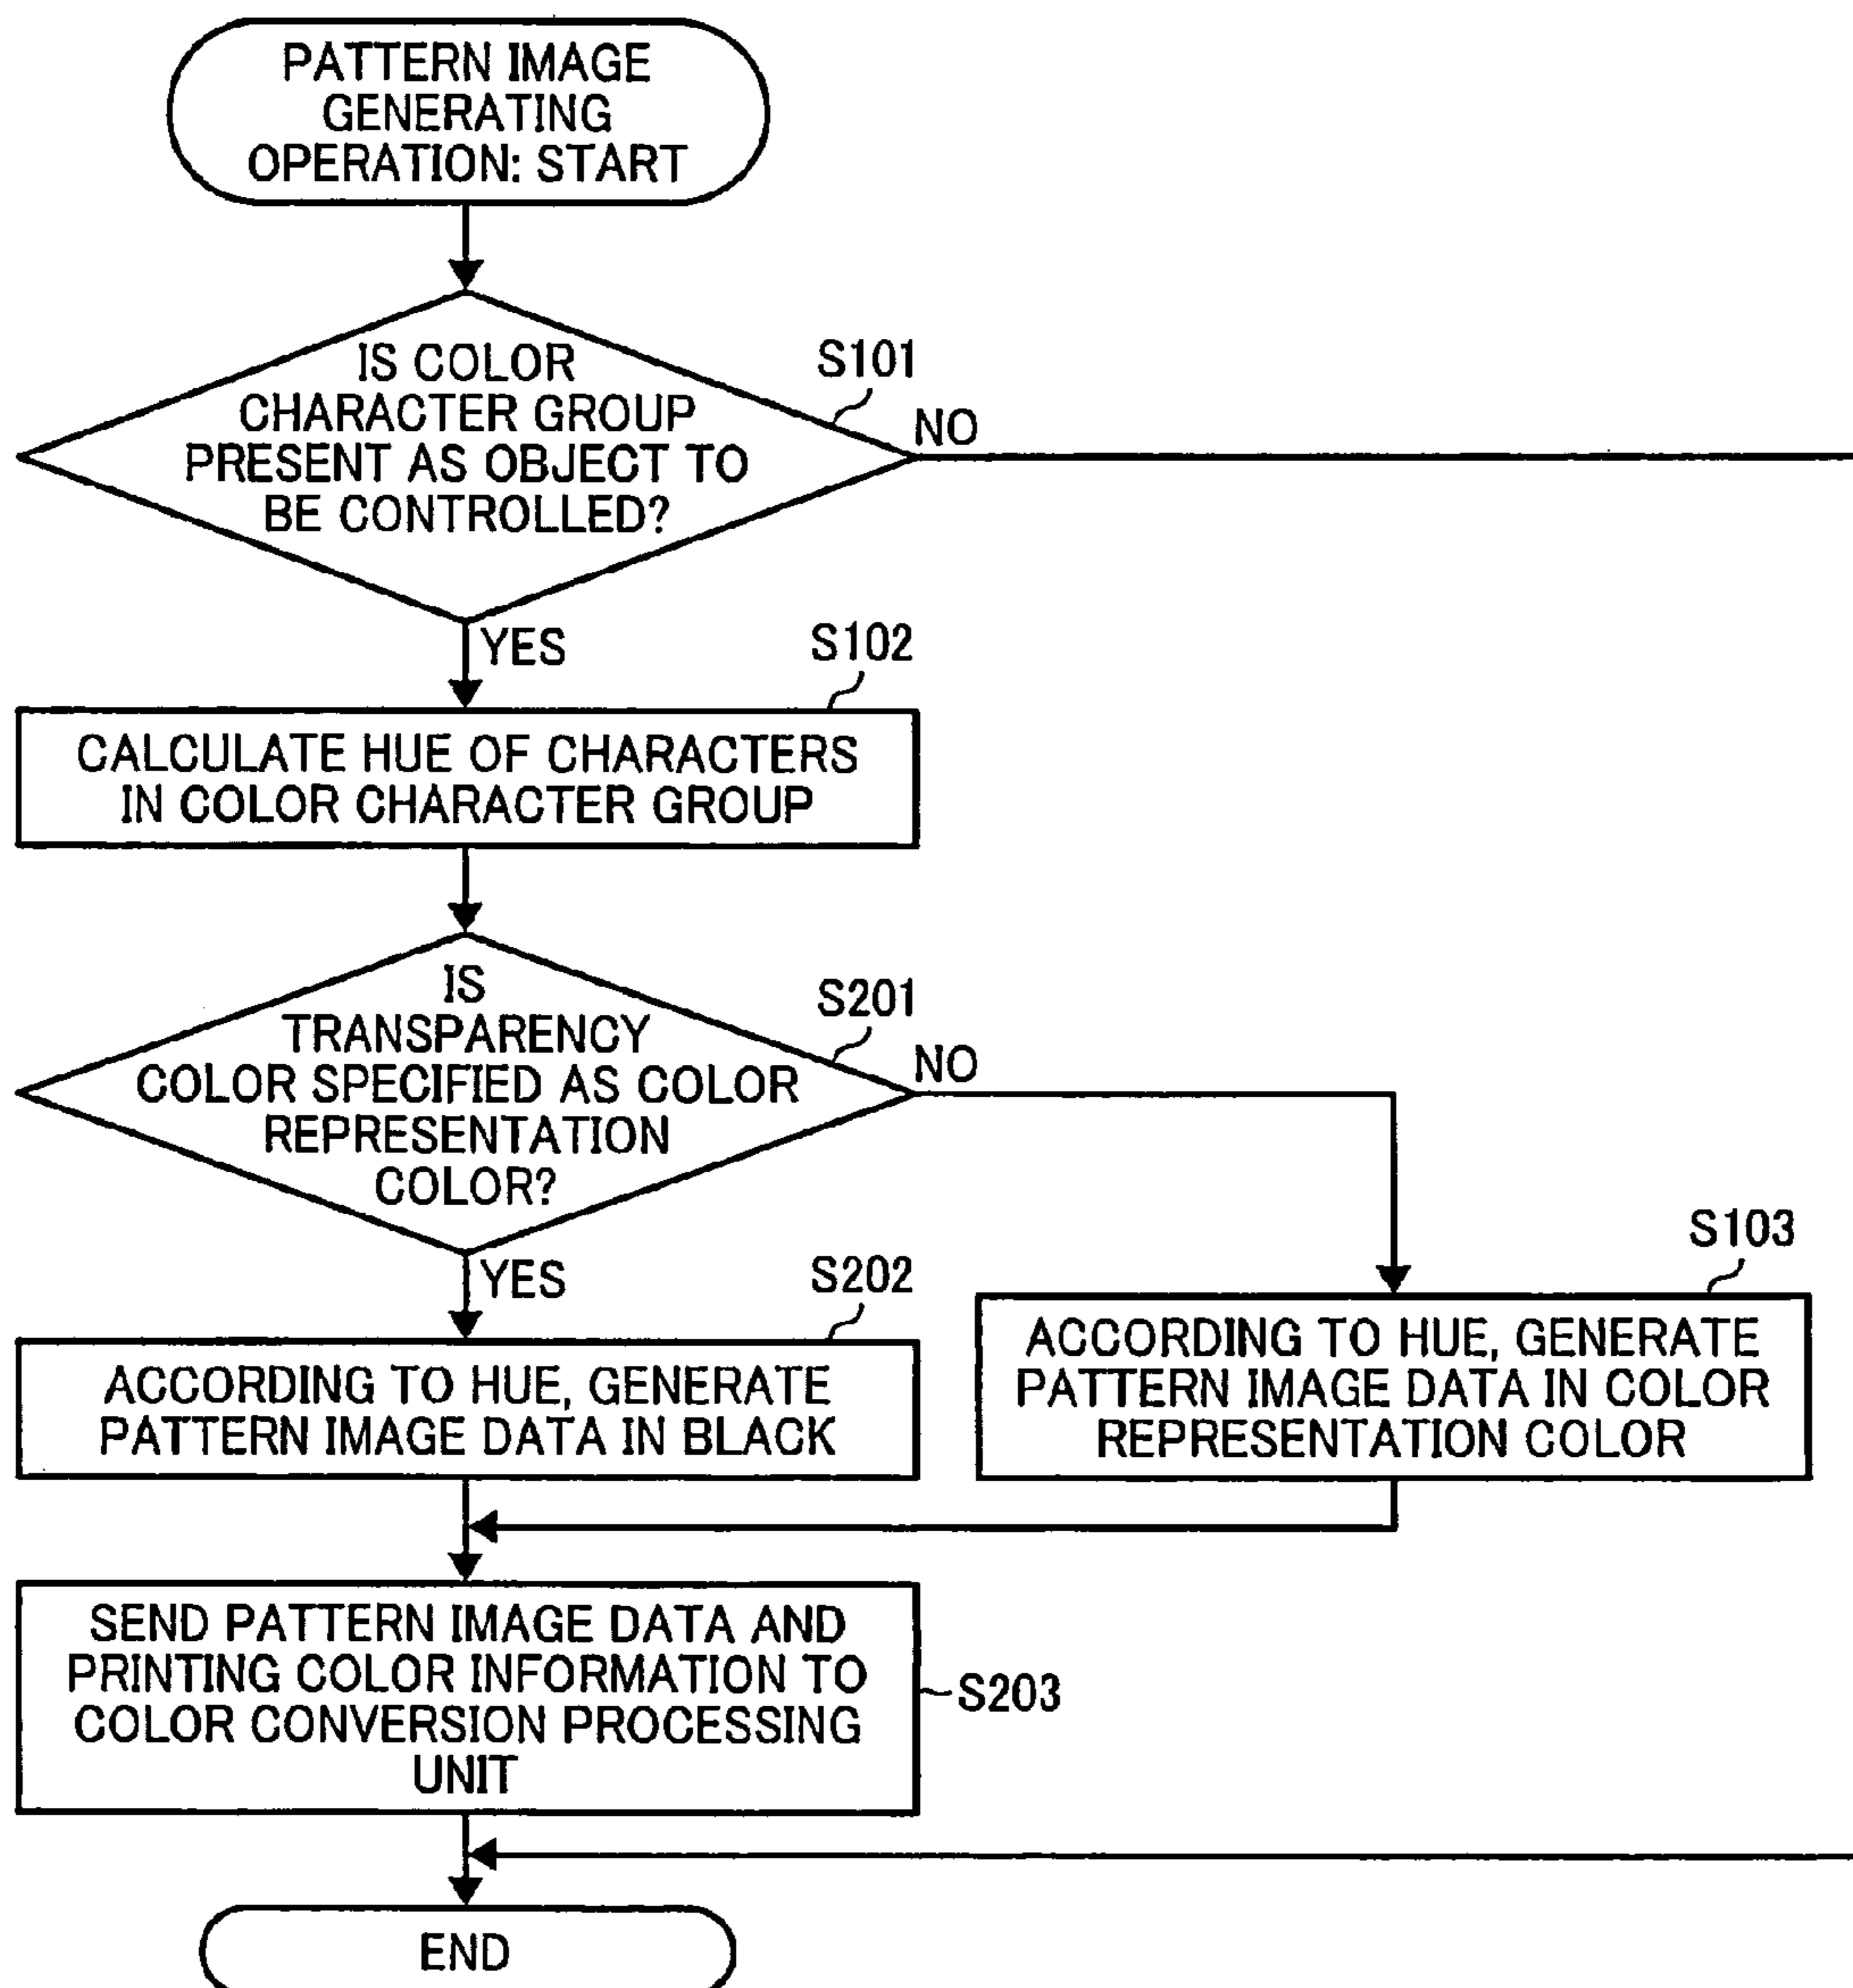 PATTERN IMAGE
GENERATING
OPERATION: START
IS COLOR
CHARACTER GROUP
PRESENT AS OBJECT TO
BE CONTROLLED?
S101
NO
YES
S102
CALCULATE HUE OF CHARACTERS
IN COLOR CHARACTER GROUP
IS
TRANSPARENCY
COLOR SPECIFIED AS COLOR
REPRESENTATION
COLOR?
S201
NO
YES
S202
ACCORDING TO HUE, GENERATE
PATTERN IMAGE DATA IN BLACK
S103
ACCORDING TO HUE, GENERATE
PATTERN IMAGE DATA IN COLOR
REPRESENTATION COLOR
SEND PATTERN IMAGE DATA AND
PRINTING COLOR INFORMATION TO
COLOR CONVERSION PROCESSING
UNIT
S203
END